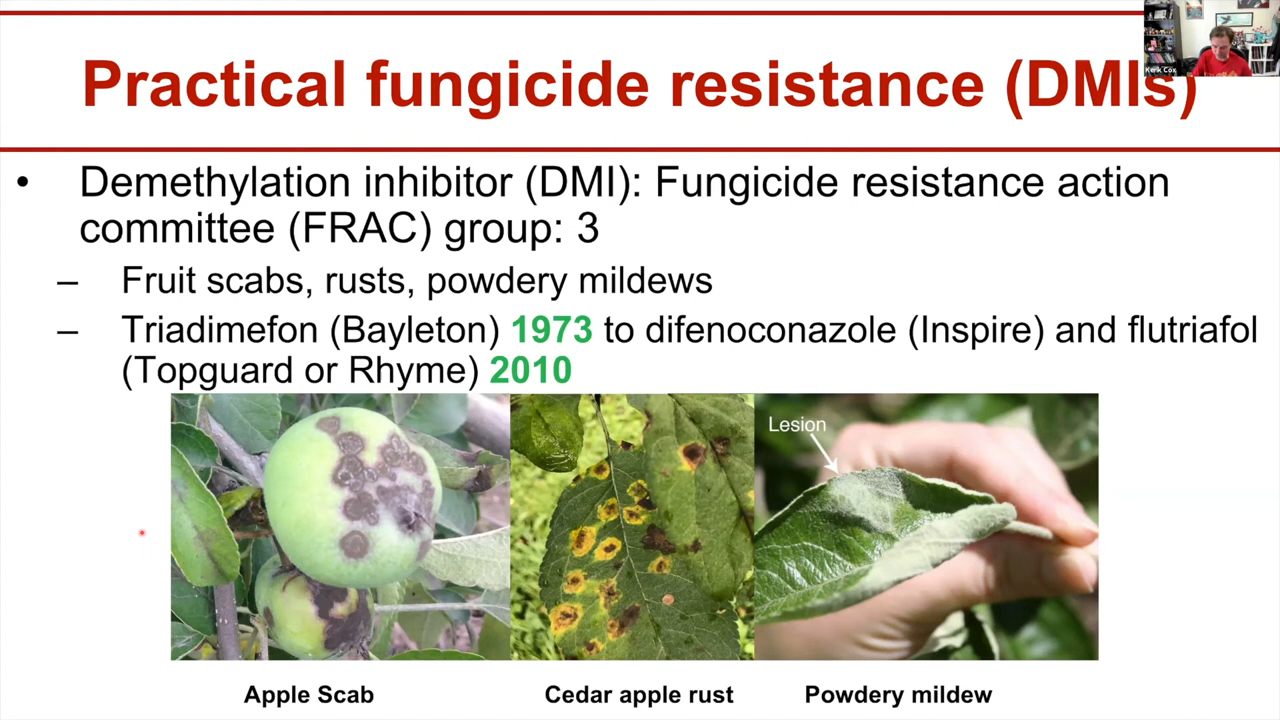 Practical fungicide resistance (DMIs)
Kerik Cox
• Demethylation inhibitor (DMI): Fungicide resistance action
committee (FRAC) group: 3
– Fruit scabs, rusts, powdery mildews
– Triadimefon (Bayleton) 1973 to difenoconazole (Inspire) and flutriafol
(Topguard or Rhyme) 2010
Lesion
Apple Scab
Cedar apple rust
Powdery mildew